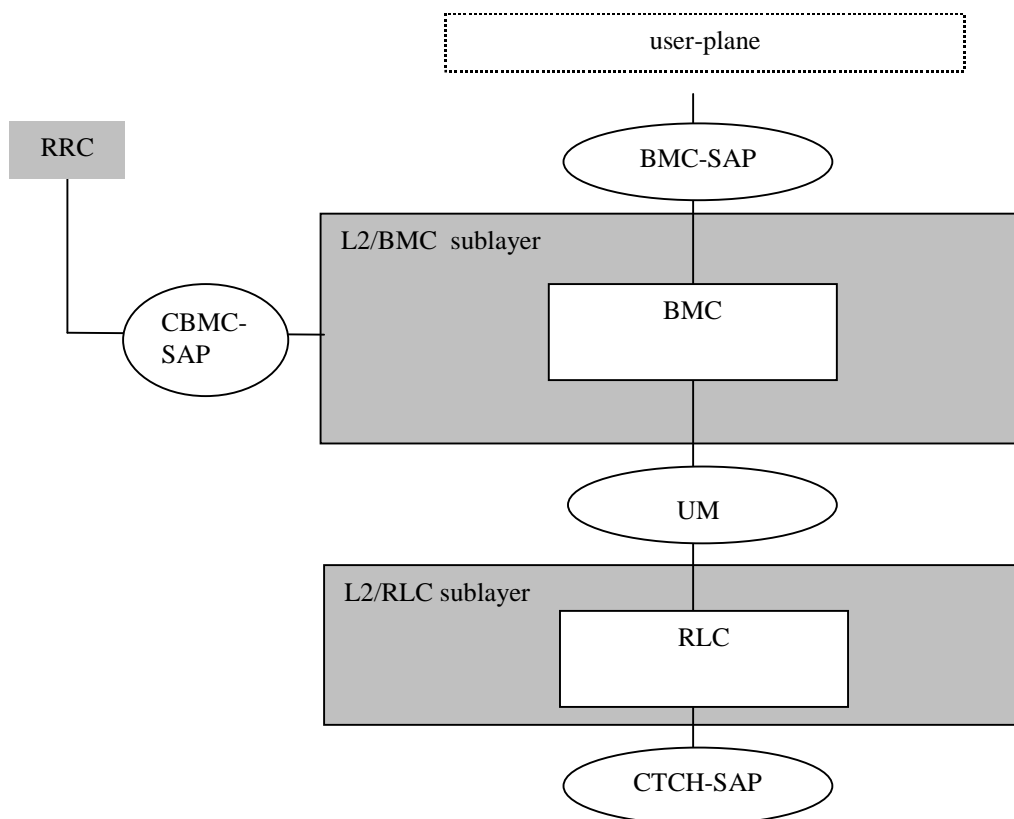 user-plane
RRC
BMC-SAP
L2/BMC sublayer
BMC
CBMC-
SAP
UM
L2/RLC sublayer
RLC
CTCH-SAP